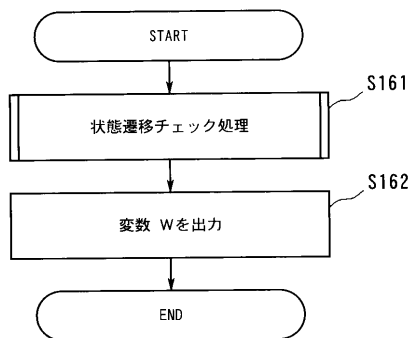 START
S161
状態遷移チェック処理
S162
変数 Wを出力
END